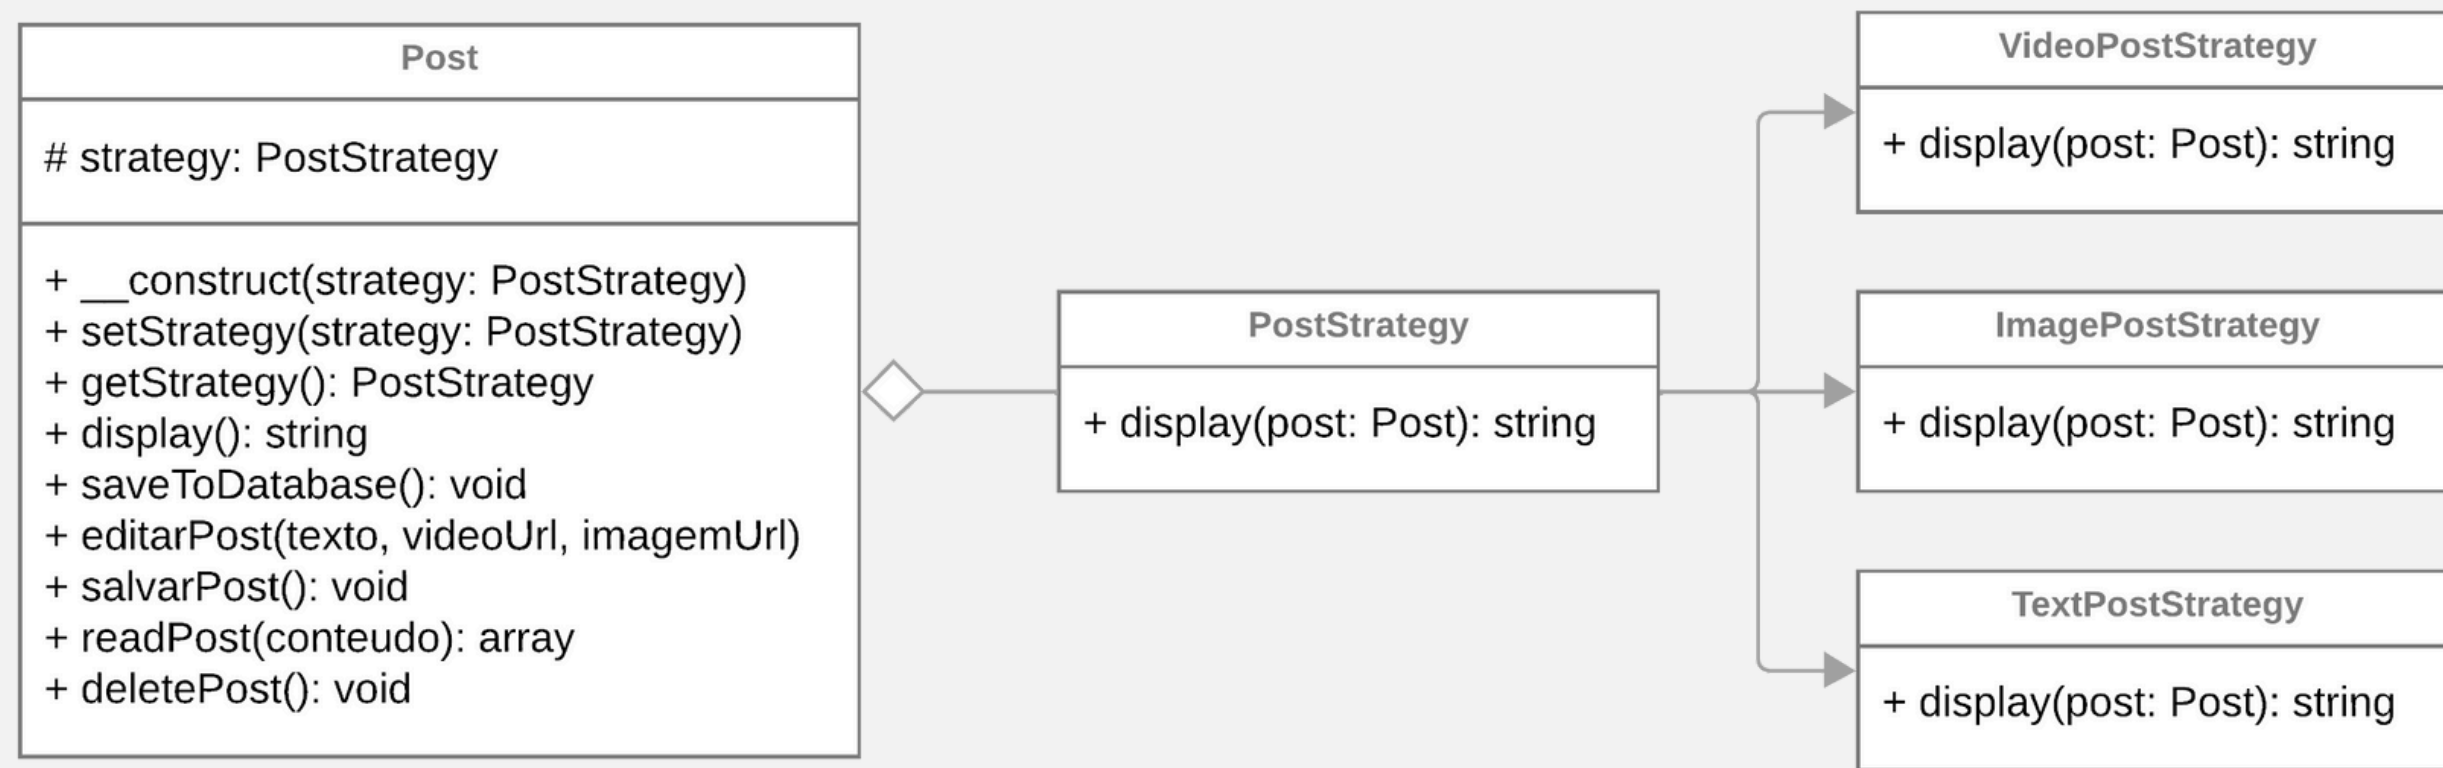 Post
# strategy: PostStrategy
+ __construct(strategy: PostStrategy)
+ setStrategy(strategy: PostStrategy)
+ getStrategy(): PostStrategy
+ display(): string
+ saveToDatabase(): void
+ editarPost(texto, videoUrl, imagemUrl)
+ salvarPost(): void
+ readPost(conteudo): array
+ deletePost(): void
PostStrategy
+ display(post: Post): string
VideoPostStrategy
+ display(post: Post): string
ImagePostStrategy
+ display(post: Post): string
TextPostStrategy
+ display(post: Post): string